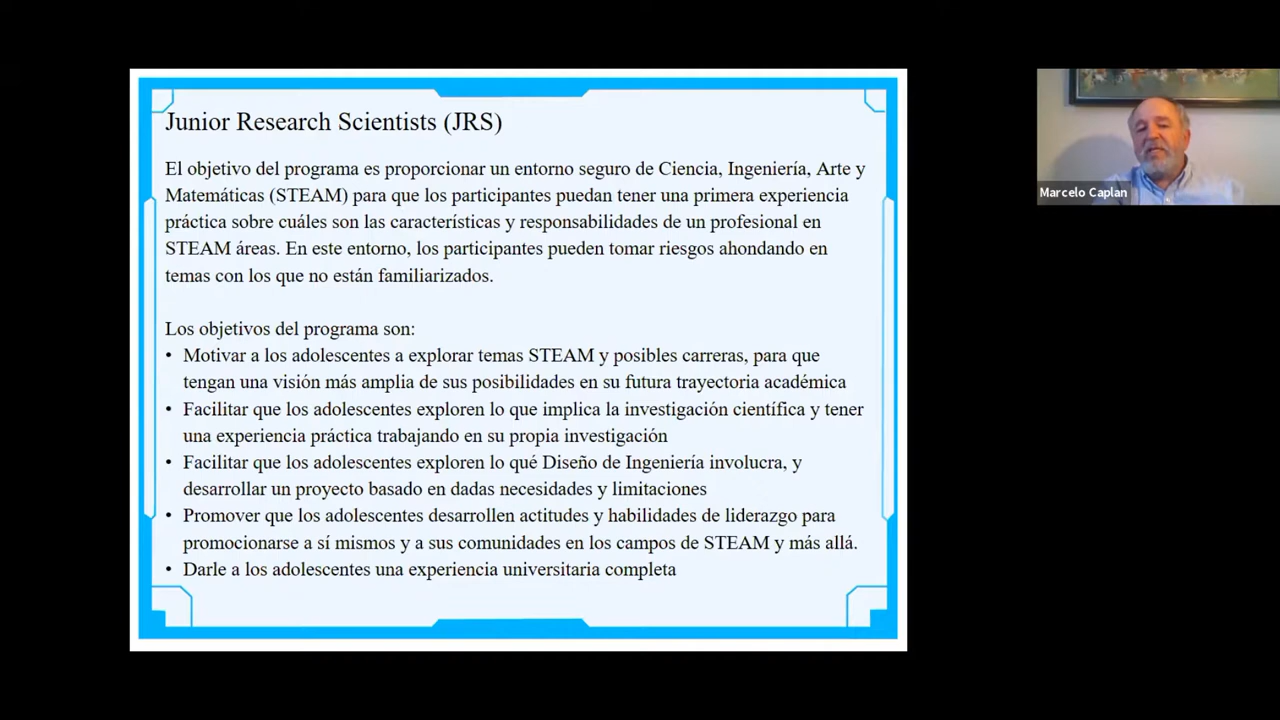 Junior Research Scientists (JRS)
El objetivo del programa es proporcionar un entorno seguro de Ciencia, Ingeniería, Arte y
Matemáticas (STEAM) para que los participantes puedan tener una primera experiencia
práctica sobre cuáles son las características y responsabilidades de un profesional en
STEAM áreas. En este entorno, los participantes pueden tomar riesgos ahondando en
temas con los que no están familiarizados.
Los objetivos del programa son:
• Motivar a los adolescentes a explorar temas STEAM y posibles carreras, para que
tengan una visión más amplia de sus posibilidades en su futura trayectoria académica
• Facilitar que los adolescentes exploren lo que implica la investigación científica y tener
una experiencia práctica trabajando en su propia investigación
• Facilitar que los adolescentes exploren lo qué Diseño de Ingeniería involucra, y
desarrollar un proyecto basado en dadas necesidades y limitaciones
• Promover que los adolescentes desarrollen actitudes y habilidades de liderazgo para
promocionarse a sí mismos y a sus comunidades en los campos de STEAM y más allá.
• Darle a los adolescentes una experiencia universitaria completa
Marcelo Caplan